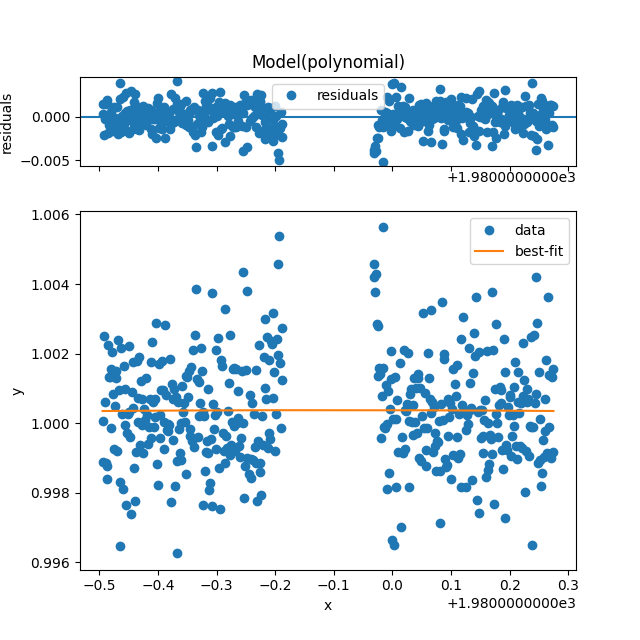 Model(polynomial)
residuals
0.000
−0.005
residuals
+1.9800000000e3
1.006
1.004
1.002
1.000
0.998
0.996
y
data
best-fit
−0.5 −0.4 −0.3 −0.2 −0.1 0.0 0.1 0.2 0.3
x
+1.9800000000e3